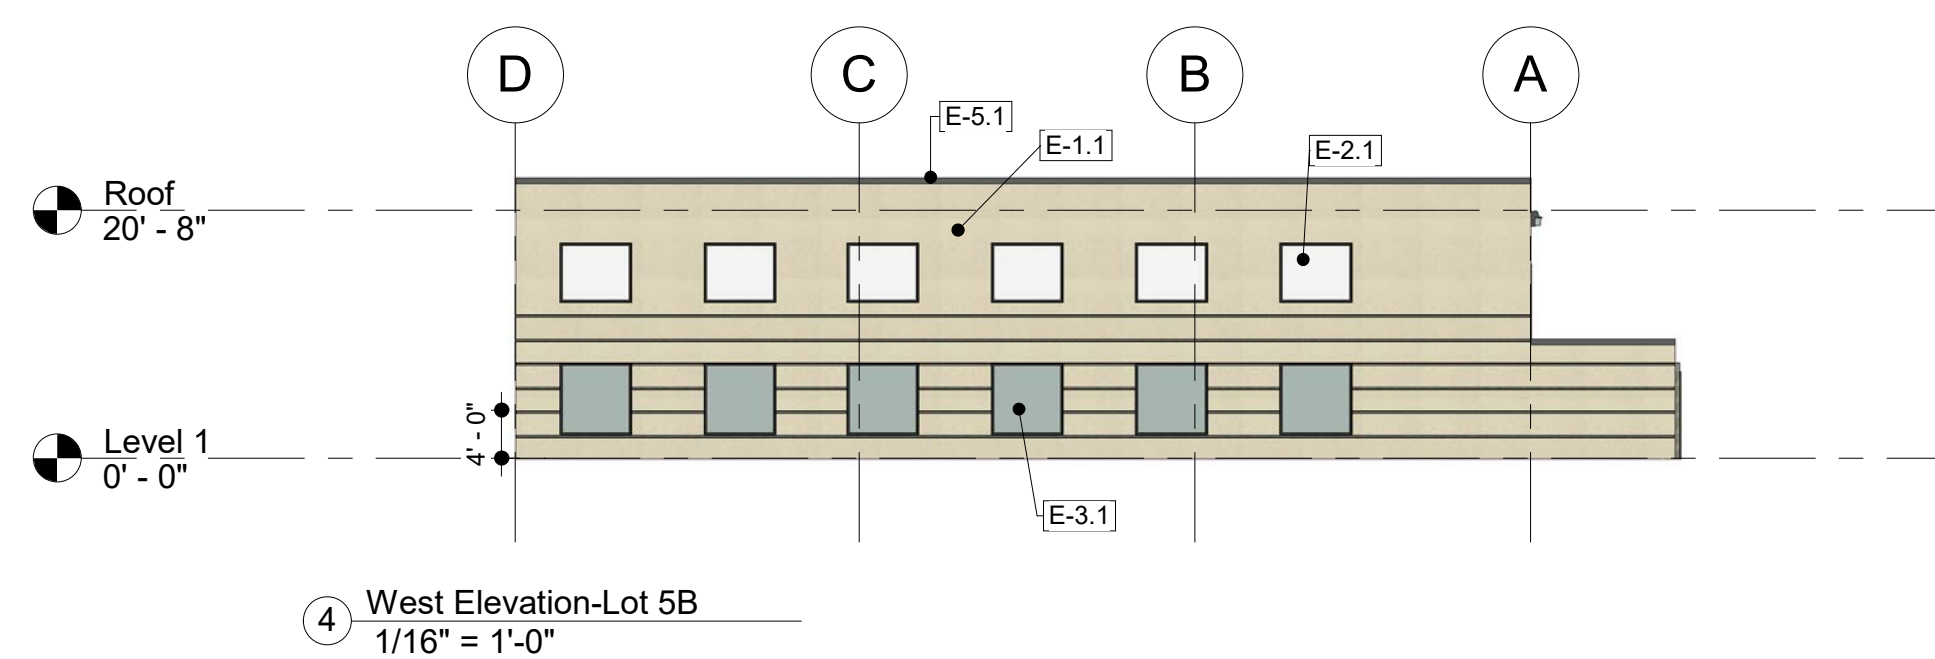 D
C
B
A
E-5.1
E-1.1
E-2.1
Roof
20' - 8"
4' - 0"
Level 1
0' - 0"
E-3.1
4
West Elevation-Lot 5B
1/16" = 1'-0"